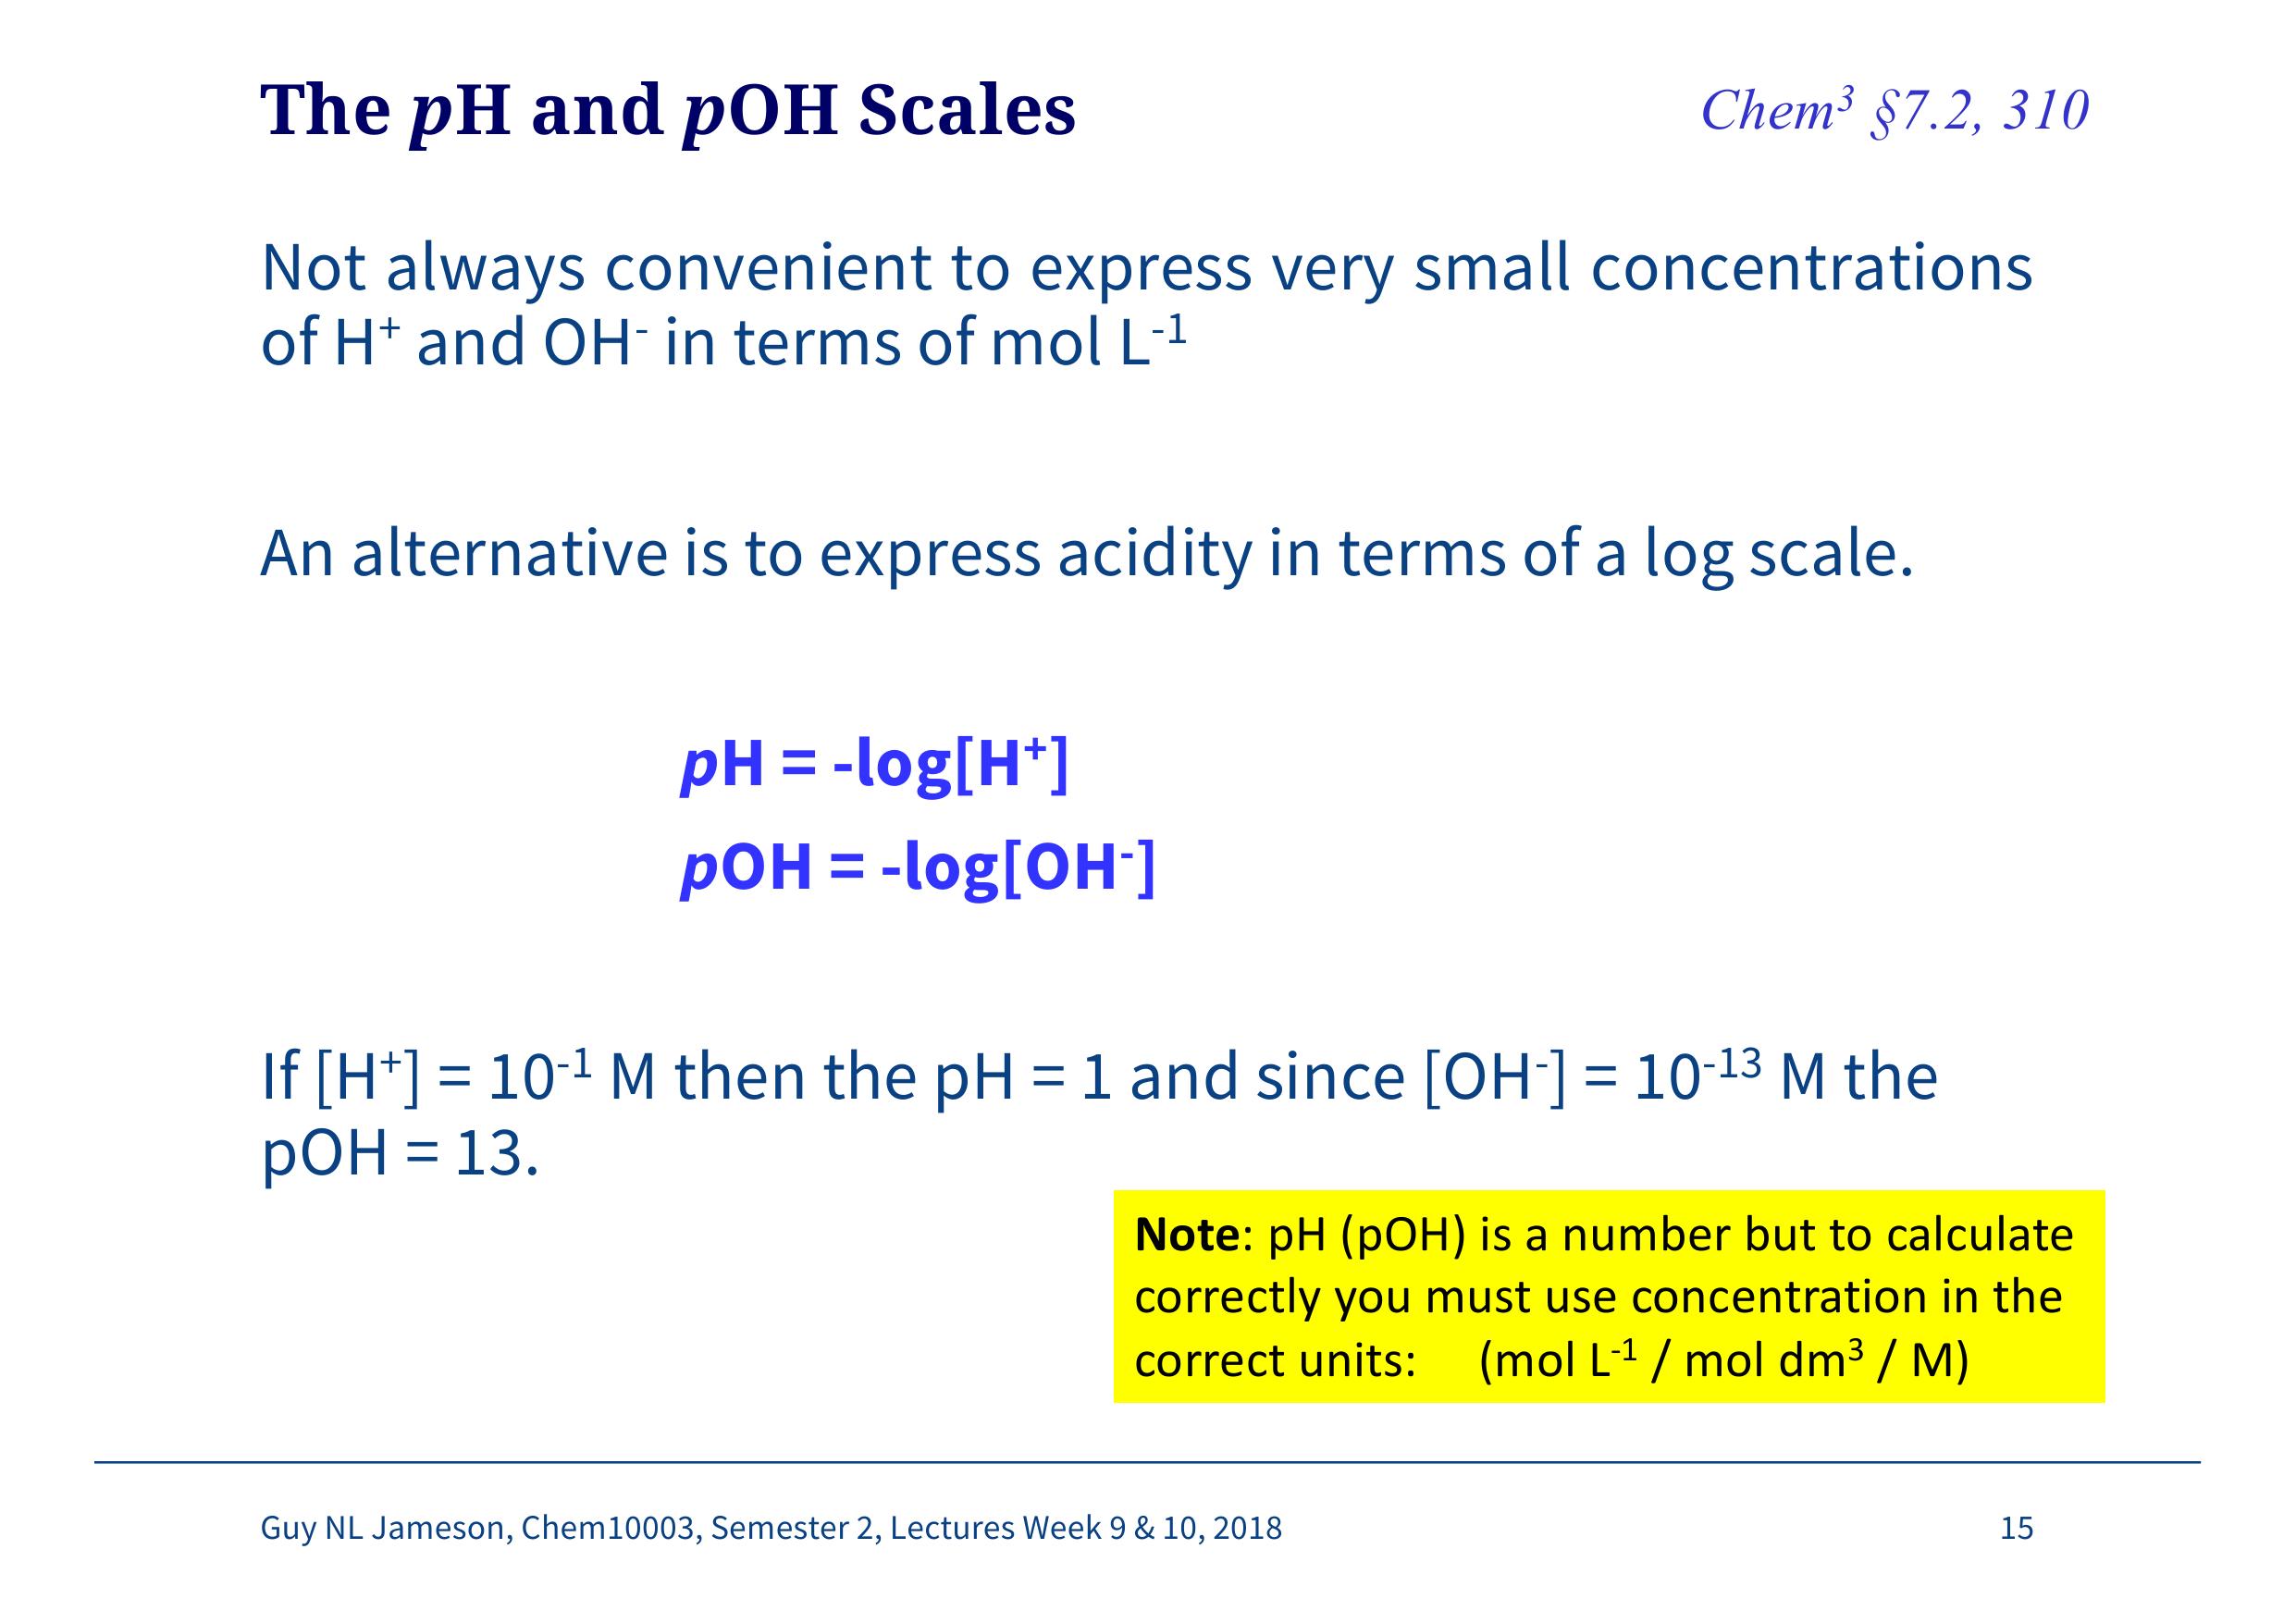 The pH and pOH Scales
Chem³ §7.2, 310
Not always convenient to express very small concentrations
of H⁺ and OH⁻ in terms of mol L⁻¹
An alternative is to express acidity in terms of a log scale.
pH = -log[H⁺]
pOH = -log[OH⁻]
If [H⁺] = 10⁻¹ M then the pH = 1 and since [OH⁻] = 10⁻¹³ M the
pOH = 13.
Note: pH (pOH) is a number but to calculate
correctly you must use concentration in the
correct units: (mol L⁻¹ / mol dm³ / M)
Guy NL Jameson, Chem10003, Semester 2, Lectures Week 9 & 10, 2018
15